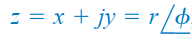 z = x + jy = r/ϕ